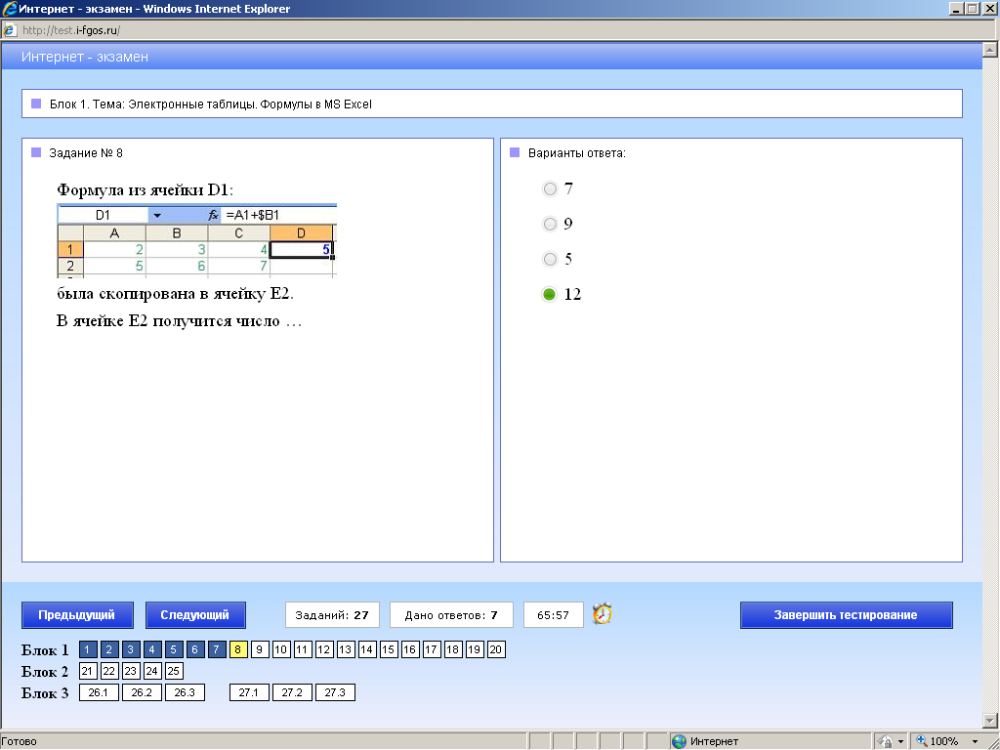 Интернет - экзамен - Windows Internet Explorer
http://test.i-fgos.ru/
Интернет - экзамен
Блок 1. Тема: Электронные таблицы. Формулы в MS Excel
Задание № 8
Формула из ячейки D1:
D1 fx =A1+$B1
A B C D
1 2 3 4 5
2 5 6 7
была скопирована в ячейку E2.
В ячейке E2 получится число …
Варианты ответа:
7
9
5
12
Предыдущий Следующий Заданий: 27 Дано ответов: 7 65:57 Завершить тестирование
Блок 1 1 2 3 4 5 6 7 8 9 10 11 12 13 14 15 16 17 18 19 20
Блок 2 21 22 23 24 25
Блок 3 26.1 26.2 26.3 27.1 27.2 27.3
Готово Интернет 100%